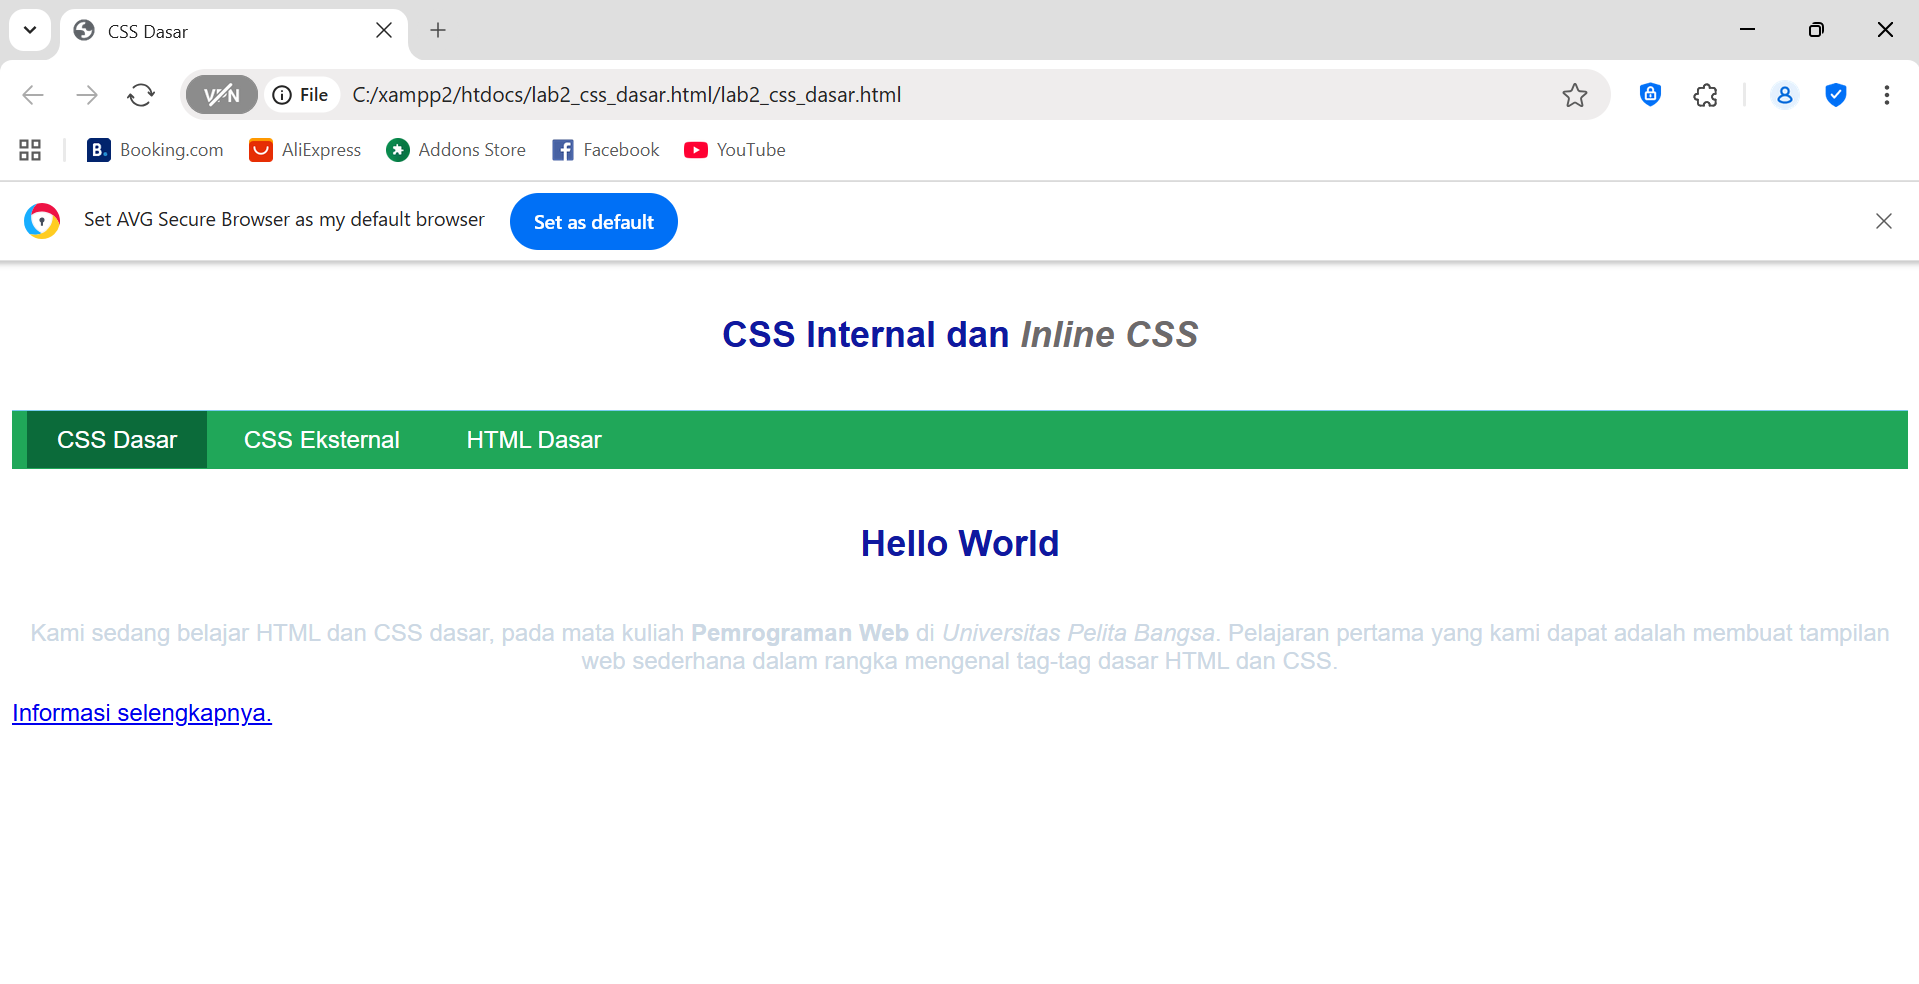 CSS Dasar
VPN File C:/xampp2/htdocs/lab2_css_dasar.html/lab2_css_dasar.html
B. Booking.com AliExpress Addons Store Facebook YouTube
Set AVG Secure Browser as my default browser Set as default
CSS Internal dan Inline CSS
CSS Dasar CSS Eksternal HTML Dasar
Hello World
Kami sedang belajar HTML dan CSS dasar, pada mata kuliah Pemrograman Web di Universitas Pelita Bangsa. Pelajaran pertama yang kami dapat adalah membuat tampilan
web sederhana dalam rangka mengenal tag-tag dasar HTML dan CSS.
Informasi selengkapnya.